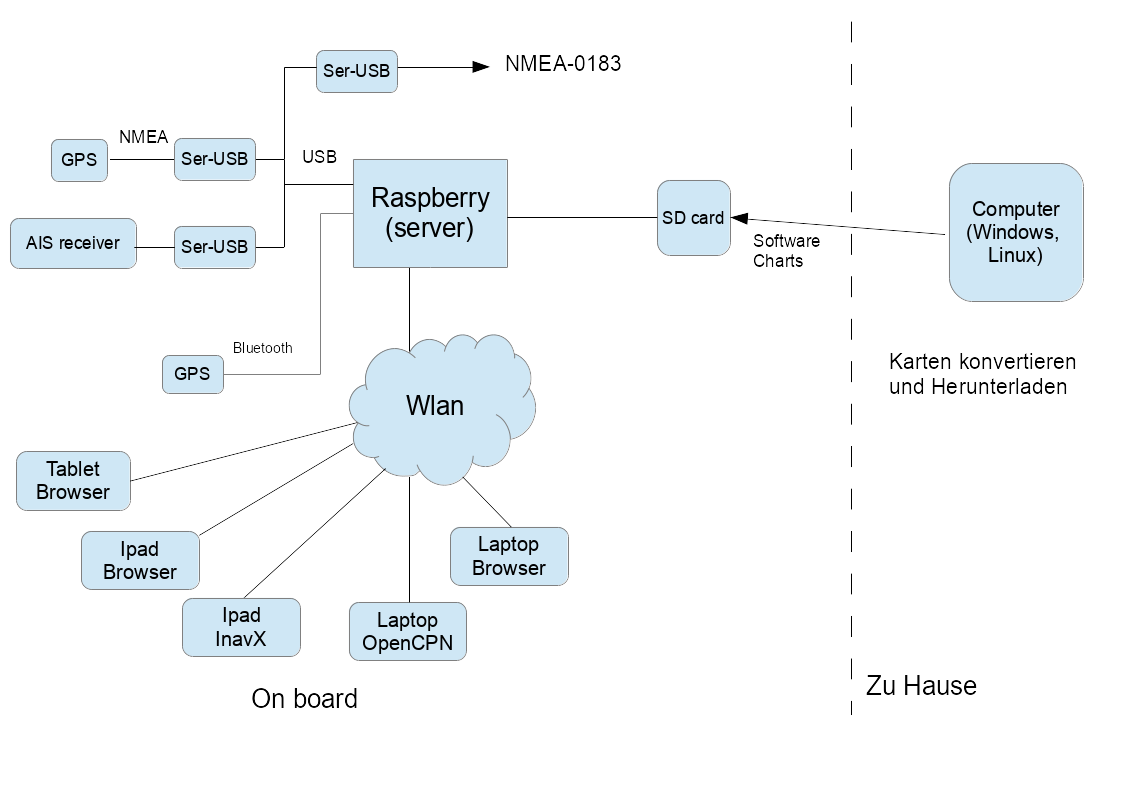 Ser-USB
NMEA-0183
NMEA
GPS
Ser-USB
USB
Raspberry
(server)
AIS receiver
Ser-USB
SD card
Software
Charts
Computer
(Windows,
Linux)
Bluetooth
GPS
Wlan
Karten konvertieren
und Herunterladen
Tablet
Browser
Ipad
Browser
Ipad
InavX
Laptop
OpenCPN
Laptop
Browser
On board
Zu Hause